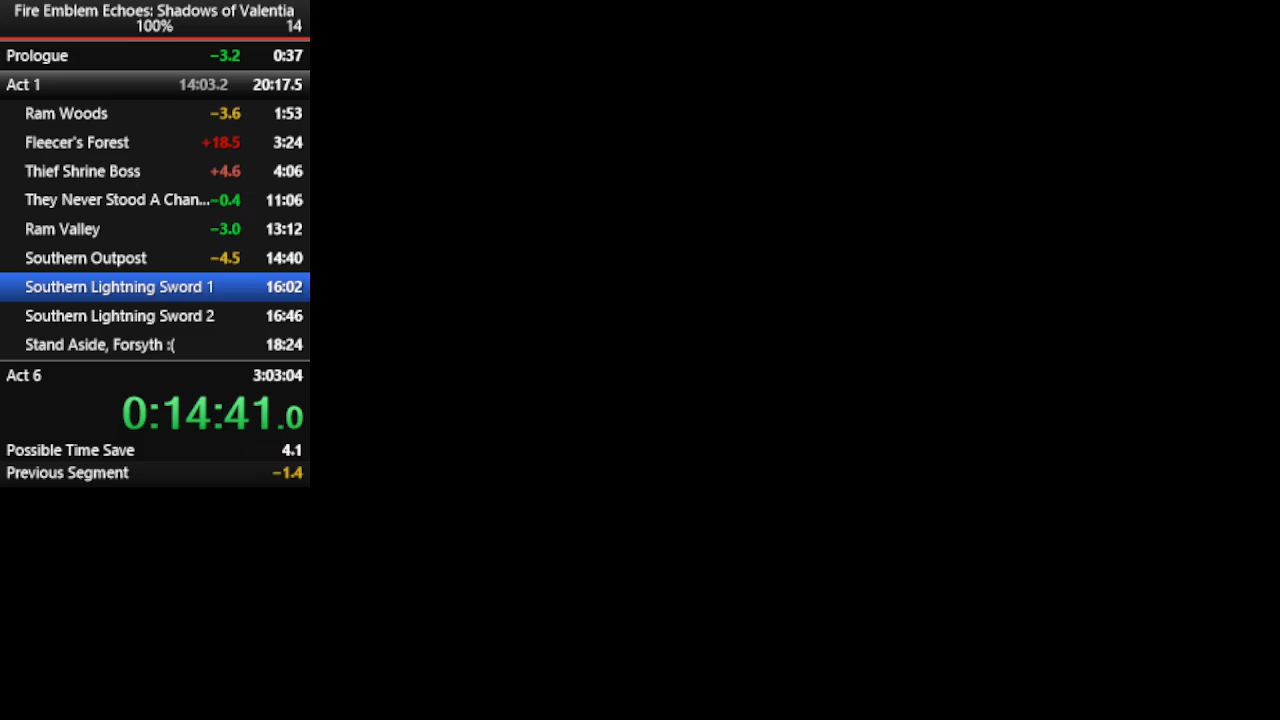 Fire Emblem Echoes: Shadows of Valentia
100% 14
Prologue −3.2 0:37
Act 1 14:03.2 20:17.5
Ram Woods −3.6 1:53
Fleecer's Forest +18.5 3:24
Thief Shrine Boss +4.6 4:06
They Never Stood A Chan... −0.4 11:06
Ram Valley −3.0 13:12
Southern Outpost −4.5 14:40
Southern Lightning Sword 1 16:02
Southern Lightning Sword 2 16:46
Stand Aside, Forsyth :( 18:24
Act 6 3:03:04
0:14:41.0
Possible Time Save 4.1
Previous Segment −1.4